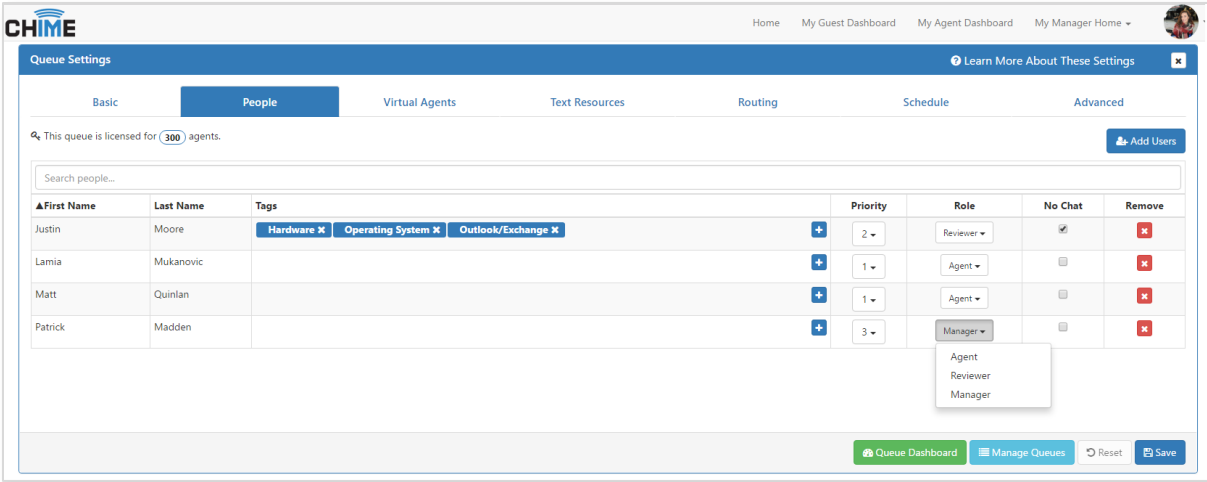 CHIME
Home My Guest Dashboard My Agent Dashboard My Manager Home
Queue Settings Learn More About These Settings
Basic People Virtual Agents Text Resources Routing Schedule Advanced
This queue is licensed for 300 agents. Add Users
Search people...
▲First Name Last Name Tags Priority Role No Chat Remove
Justin Moore Hardware Operating System Outlook/Exchange 2 Reviewer
Lamia Mukanovic 1 Agent
Matt Quinlan 1 Agent
Patrick Madden 3 Manager
Agent
Reviewer
Manager
Queue Dashboard Manage Queues Reset Save